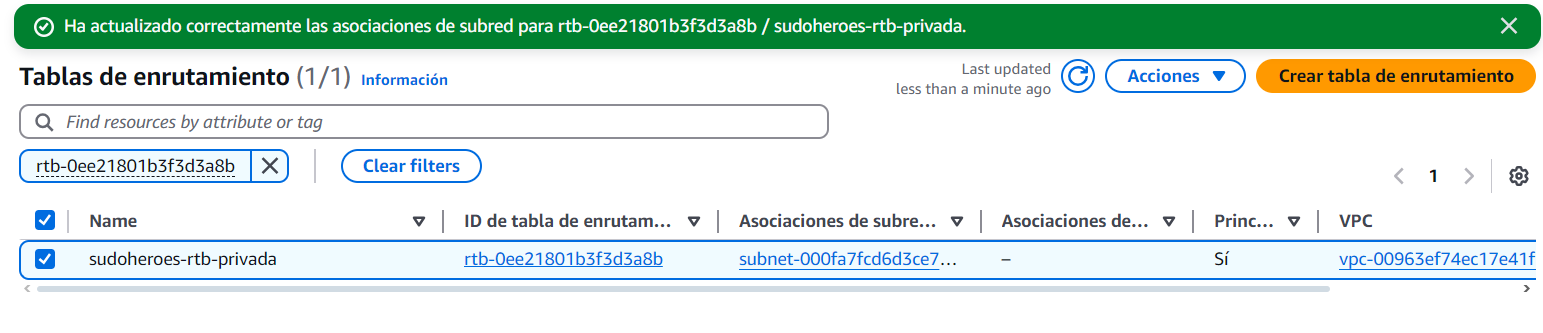 Ha actualizado correctamente las asociaciones de subred para rtb-0ee21801b3f3d3a8b / sudoheroes-rtb-privada.
Tablas de enrutamiento (1/1) Información
Last updated
less than a minute ago
Acciones
Crear tabla de enrutamiento
Find resources by attribute or tag
rtb-0ee21801b3f3d3a8b
Clear filters
1
Name ID de tabla de enrutam... Asociaciones de subre... Asociaciones de... Princ... VPC
sudoheroes-rtb-privada rtb-0ee21801b3f3d3a8b subnet-000fa7fcd6d3ce7... – Sí vpc-00963ef74ec17e41f